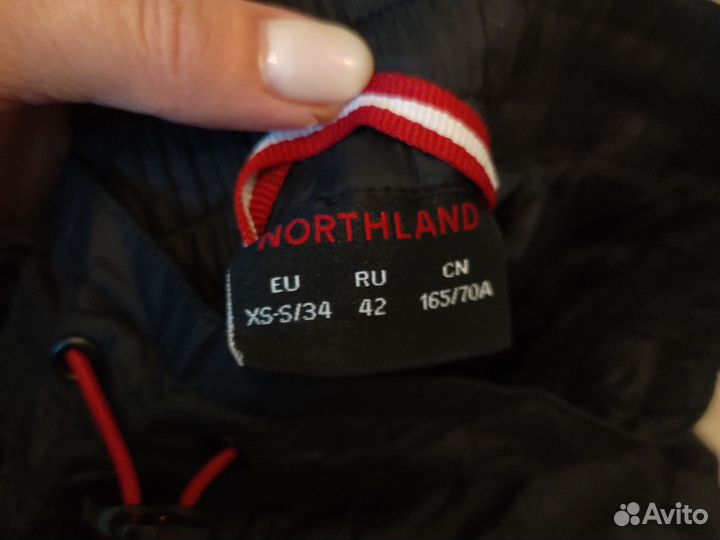 NORTHLAND
EU RU CN
XS-S/34 42 165/70A
Avito